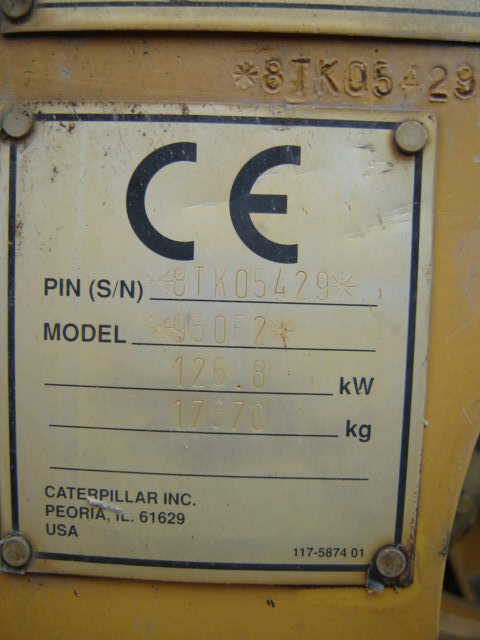 *8TK05429
CE
PIN (S/N) *8TK05429*
MODEL *950F2*
126.8 kW
kg
CATERPILLAR INC.
PEORIA, IL. 61629
USA
117-5874 01